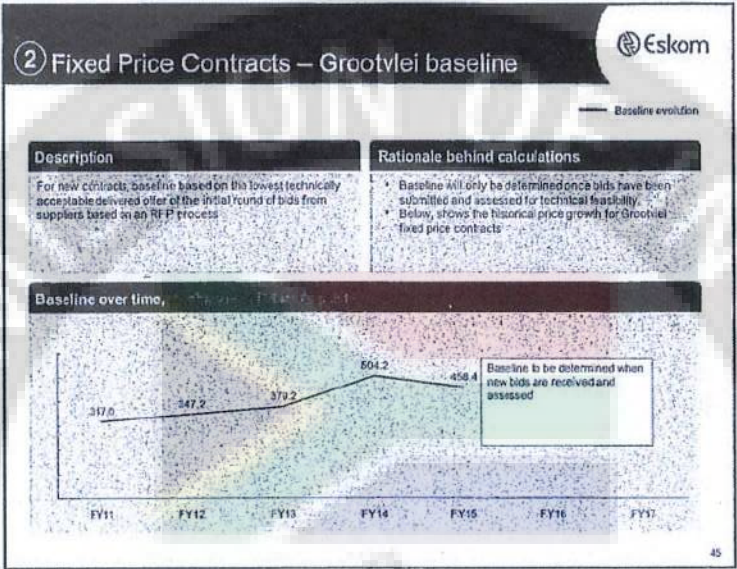 ② Fixed Price Contracts – Grootvlei baseline
Eskom
Baseline evolution
Description
For new contracts, baseline based on the lowest technically
acceptable delivered offer of the initial round of bids from
suppliers based on an RFP process
Rationale behind calculations
• Baseline will only be determined once bids have been
submitted and assessed for technical feasibility.
• Below, shows the historical price growth for Grootvlei
fixed price contracts
Baseline over time,
317.0
347.2
379.2
504.2
458.4
Baseline to be determined when
new bids are received and
assessed
FY11
FY12
FY13
FY14
FY15
FY16
FY17
45